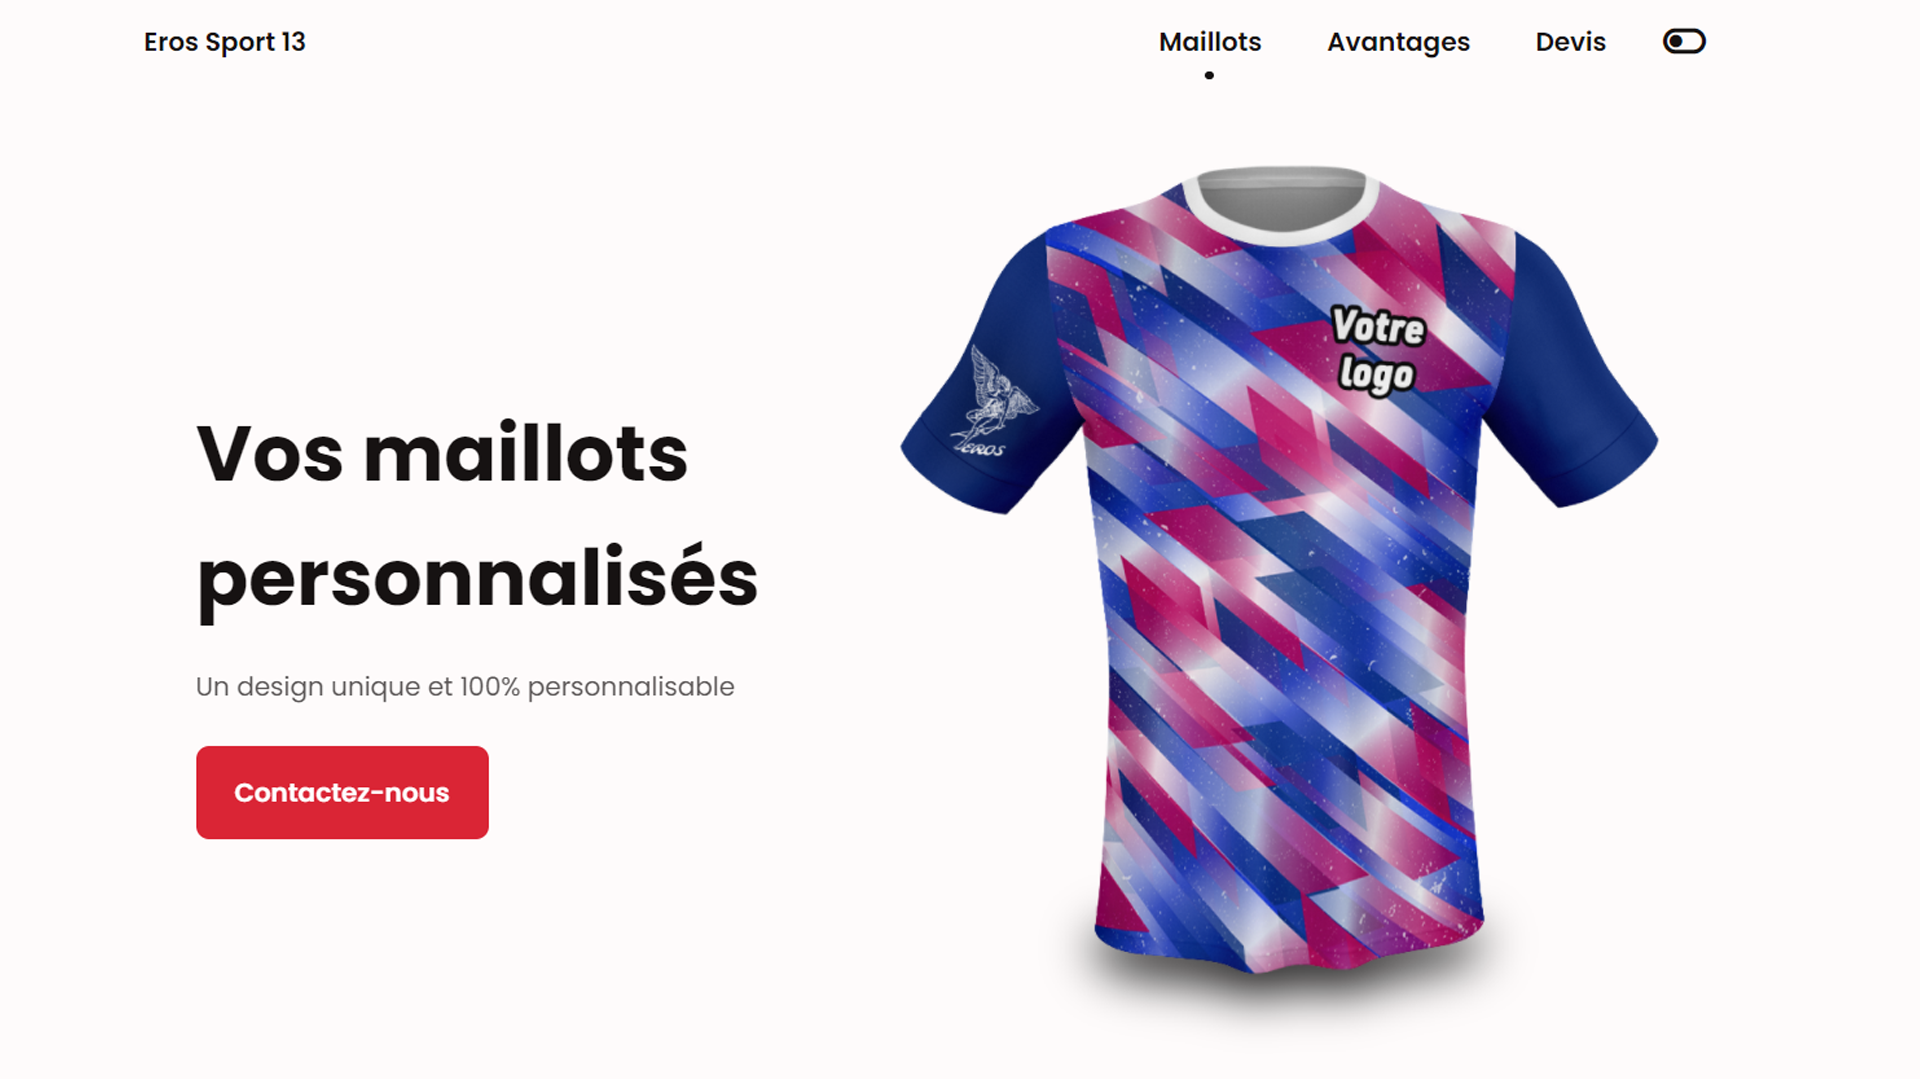 Eros Sport 13
Maillots
Avantages
Devis
Vos maillots
personnalisés
Un design unique et 100% personnalisable
Contactez-nous
Votre
logo
EROS